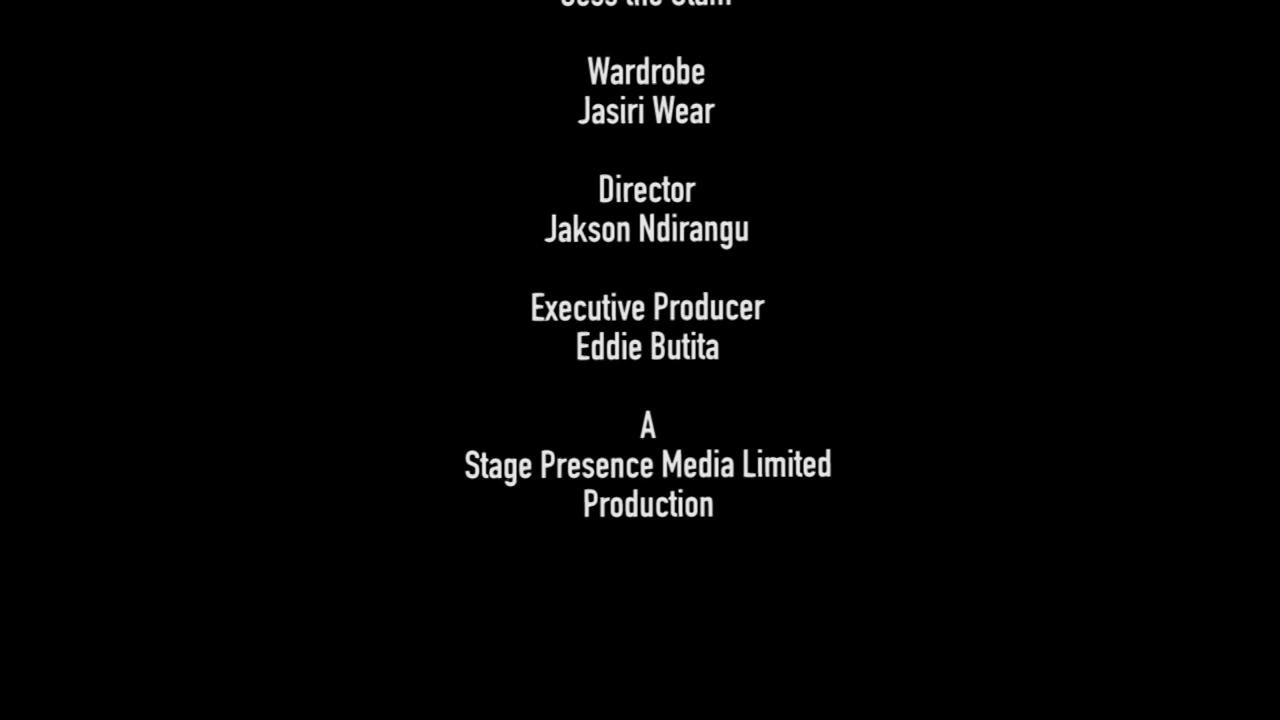 Wardrobe
Jasiri Wear
Director
Jakson Ndirangu
Executive Producer
Eddie Butita
A
Stage Presence Media Limited
Production